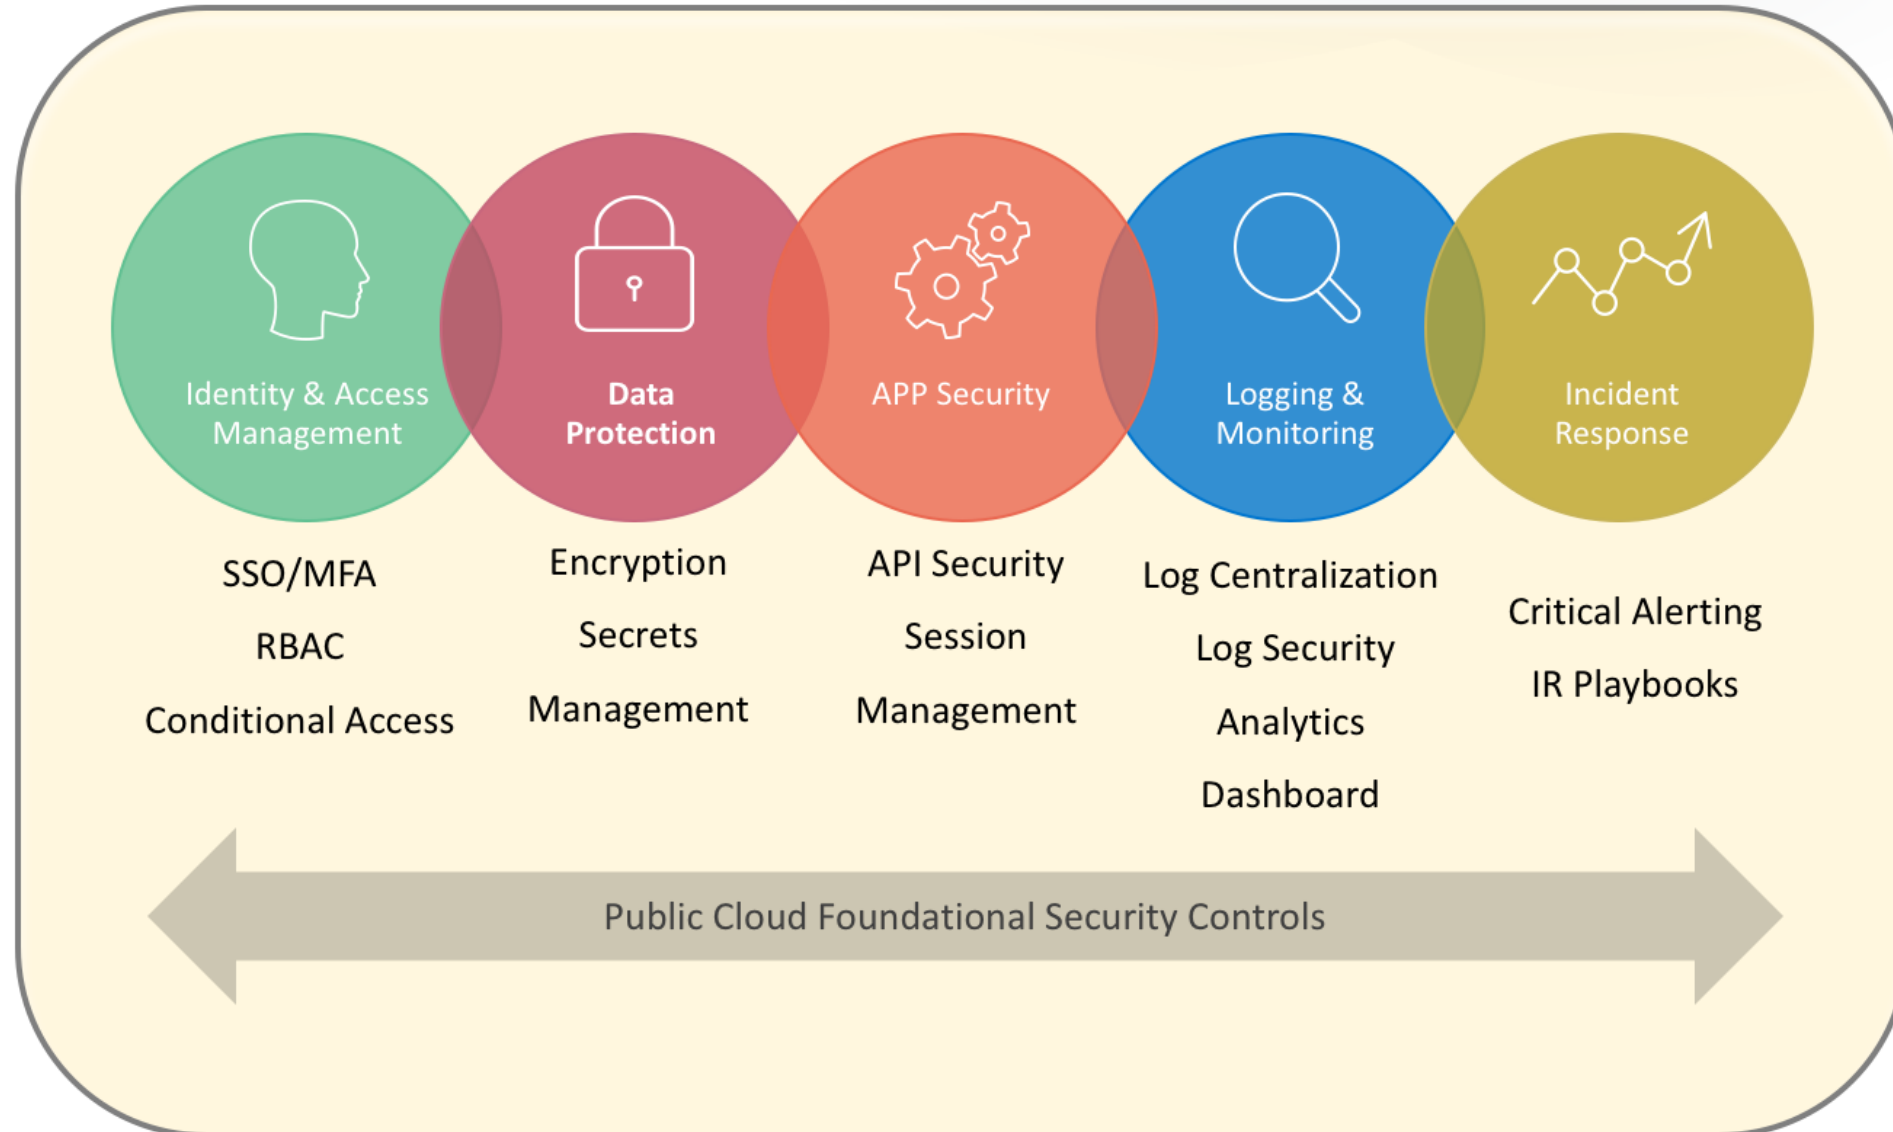 Identity & Access
Management
Data
Protection
APP Security
Logging &
Monitoring
Incident
Response
SSO/MFA
RBAC
Conditional Access
Encryption
Secrets
Management
API Security
Session
Management
Log Centralization
Log Security
Analytics
Dashboard
Critical Alerting
IR Playbooks
Public Cloud Foundational Security Controls